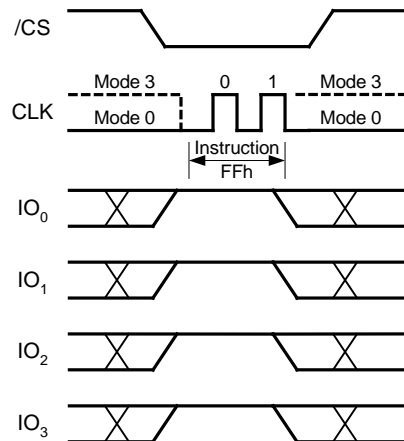 /CS
Mode 3 0 1 Mode 3
CLK
Mode 0 Mode 0
Instruction
FFh
IO₀
IO₁
IO₂
IO₃